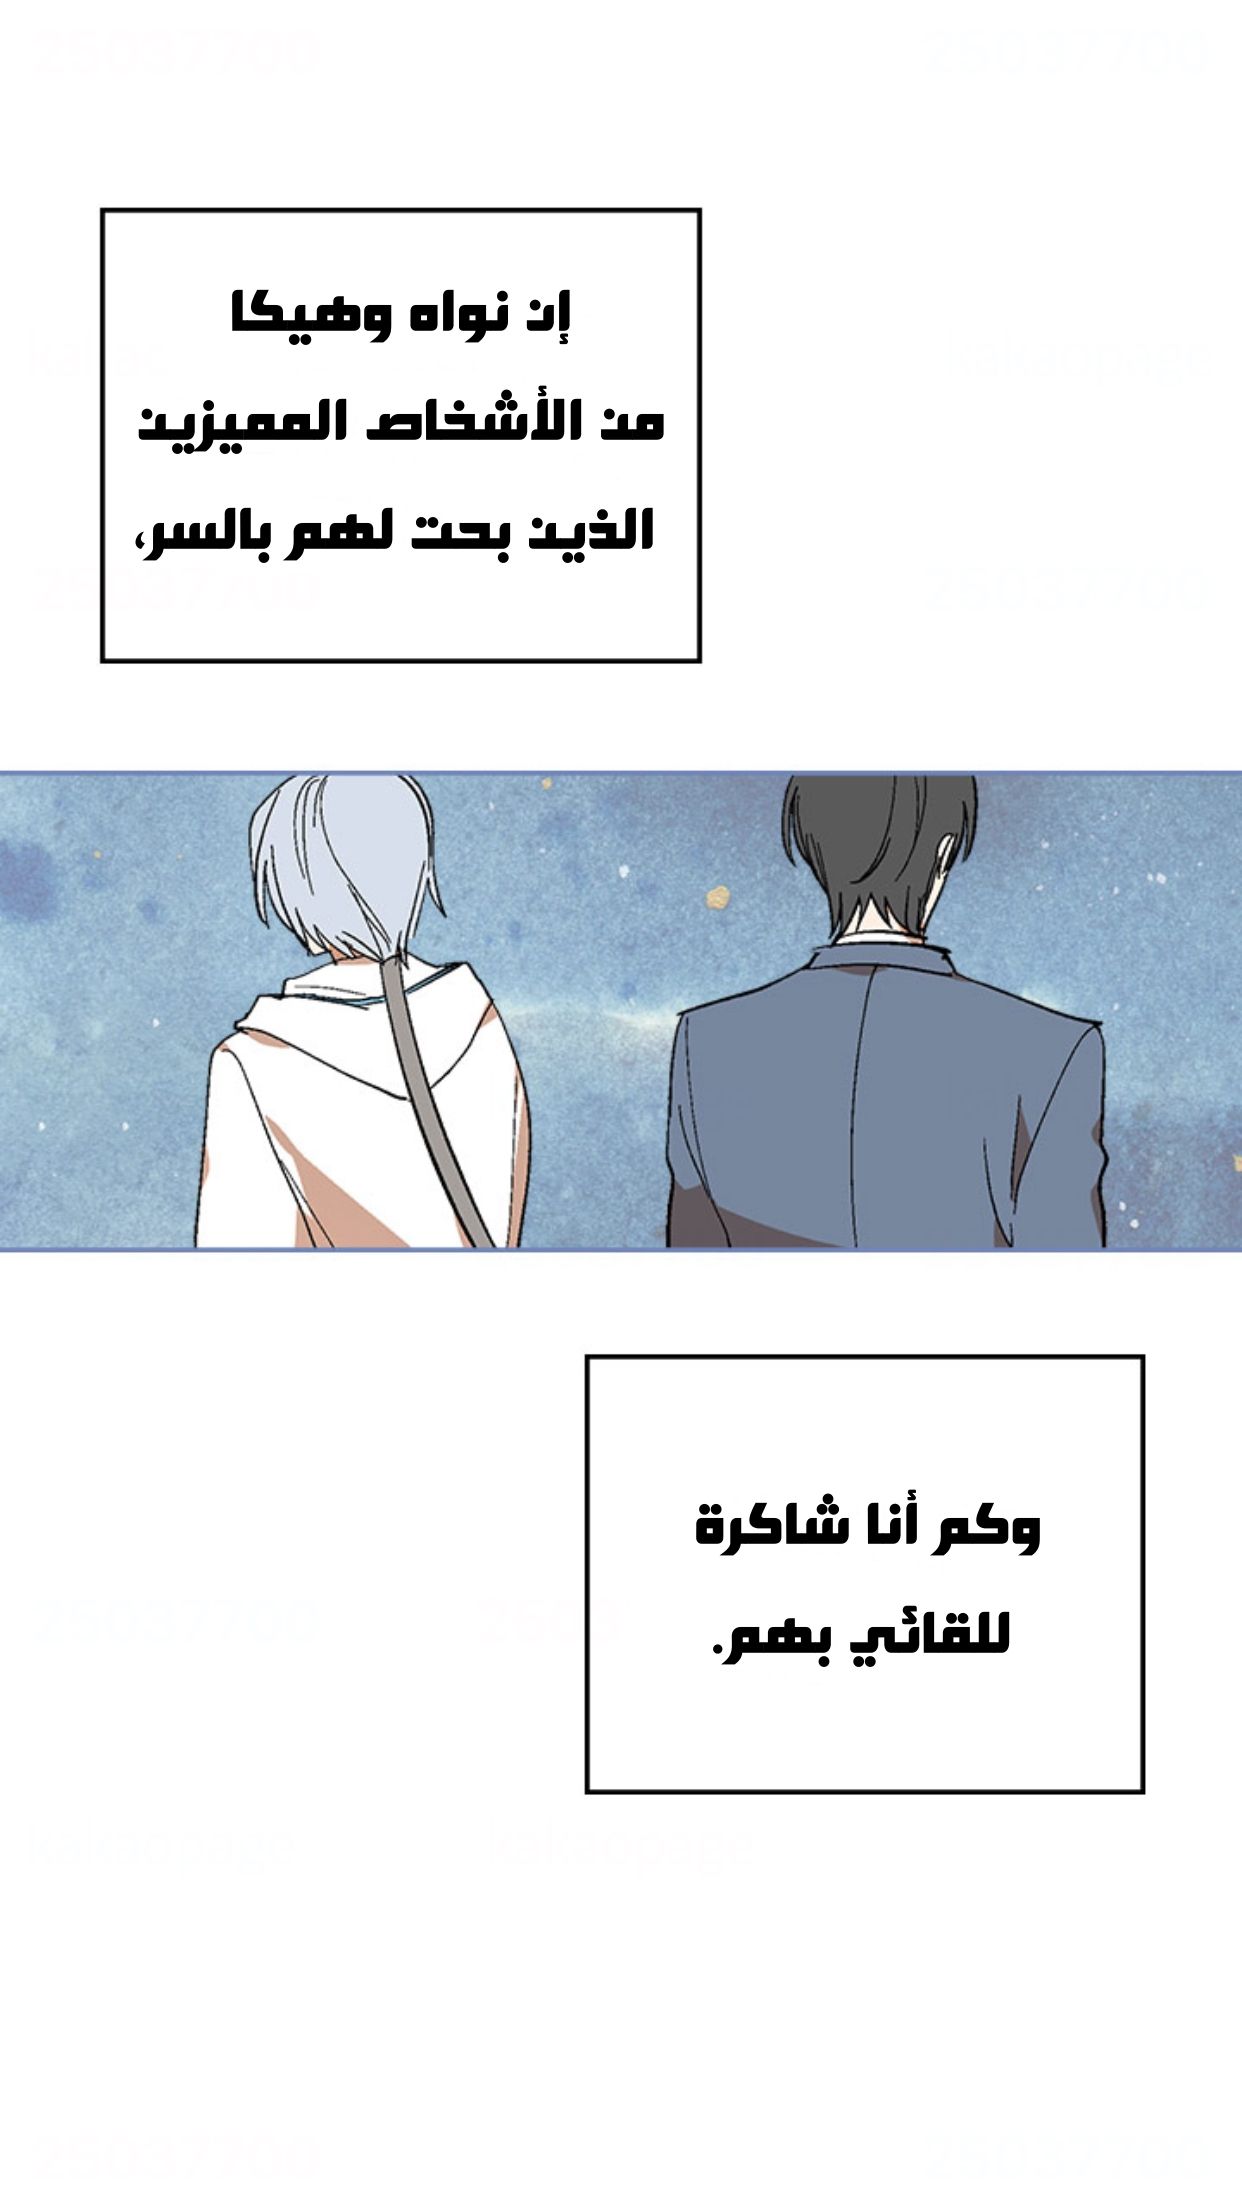 إن نواه وهيكا
من الأشخاص المميزين
الذين بحت لهم بالسر،
وكم أنا شاكرة
للقائي بهم.